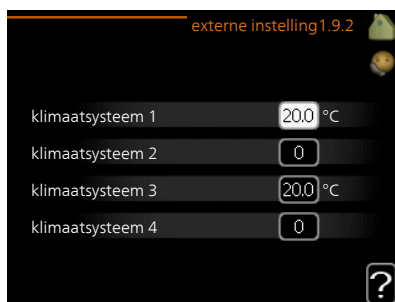 externe instelling1.9.2
klimaatsysteem 1 20.0 °C
klimaatsysteem 2 0
klimaatsysteem 3 20.0 °C
klimaatsysteem 4 0
?